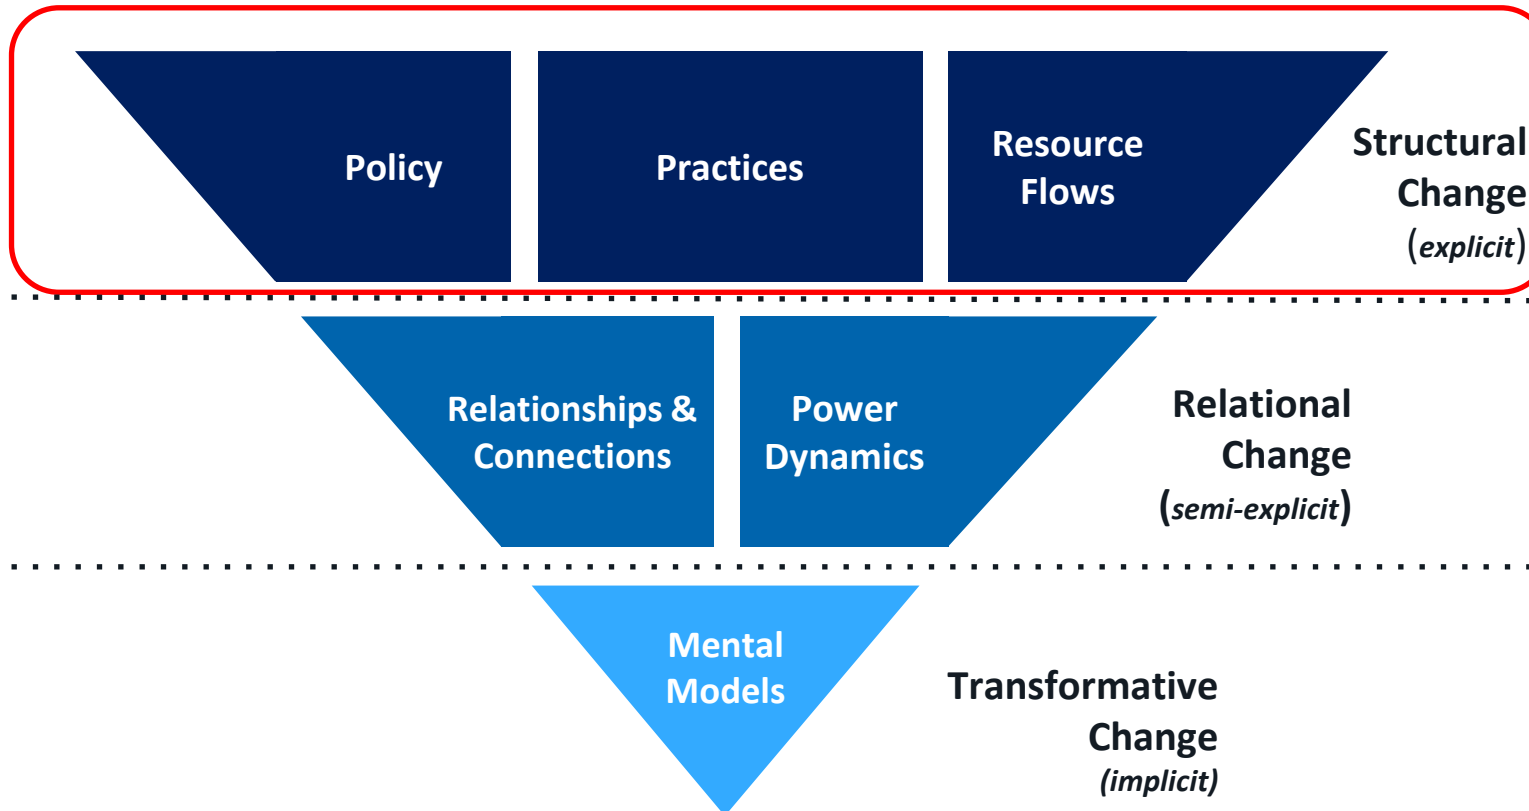 Policy
Practices
Resource
Flows
Structural
Change
(explicit)
Relationships &
Connections
Power
Dynamics
Relational
Change
(semi-explicit)
Mental
Models
Transformative
Change
(implicit)